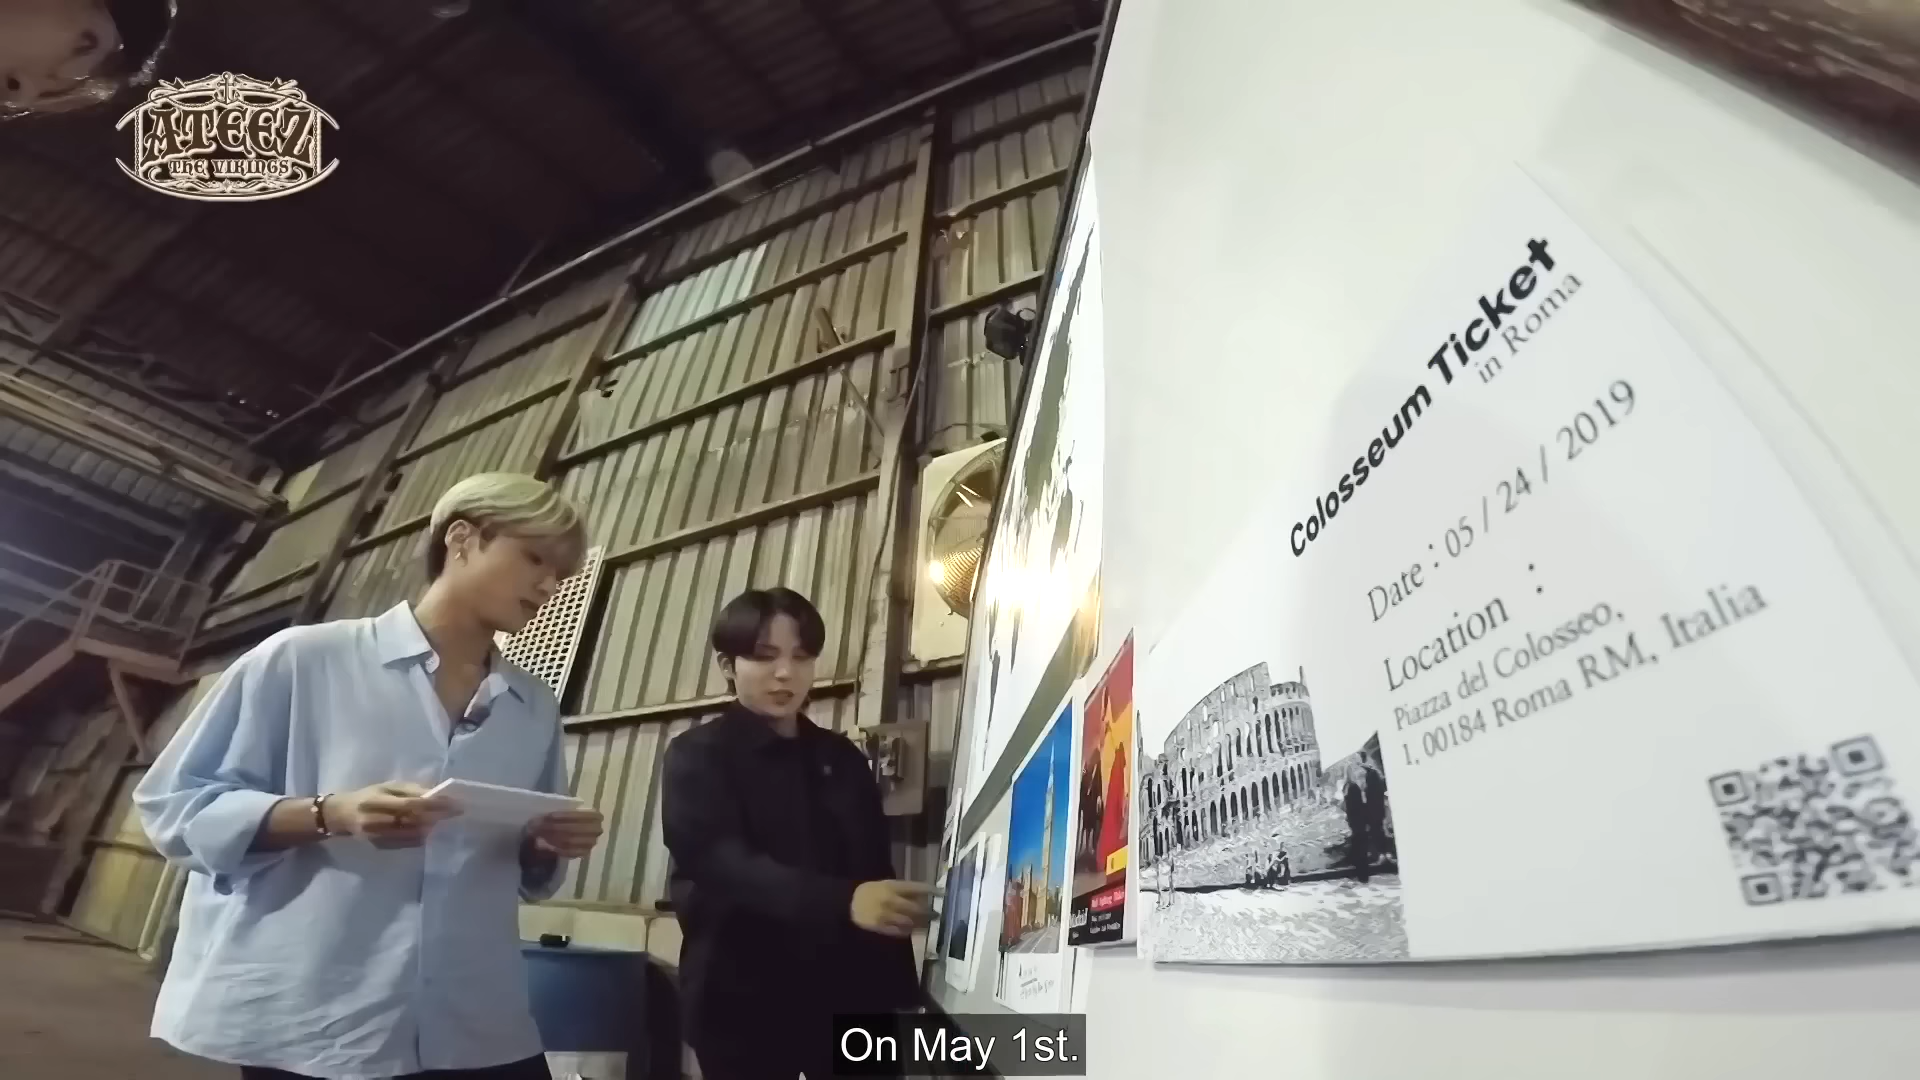 ATEEZ
THE VIKINGS
Colosseum Ticket
in Roma
Date : 05 / 24 / 2019
Location :
Piazza del Colosseo,
1, 00184 Roma RM, Italia
On May 1st.